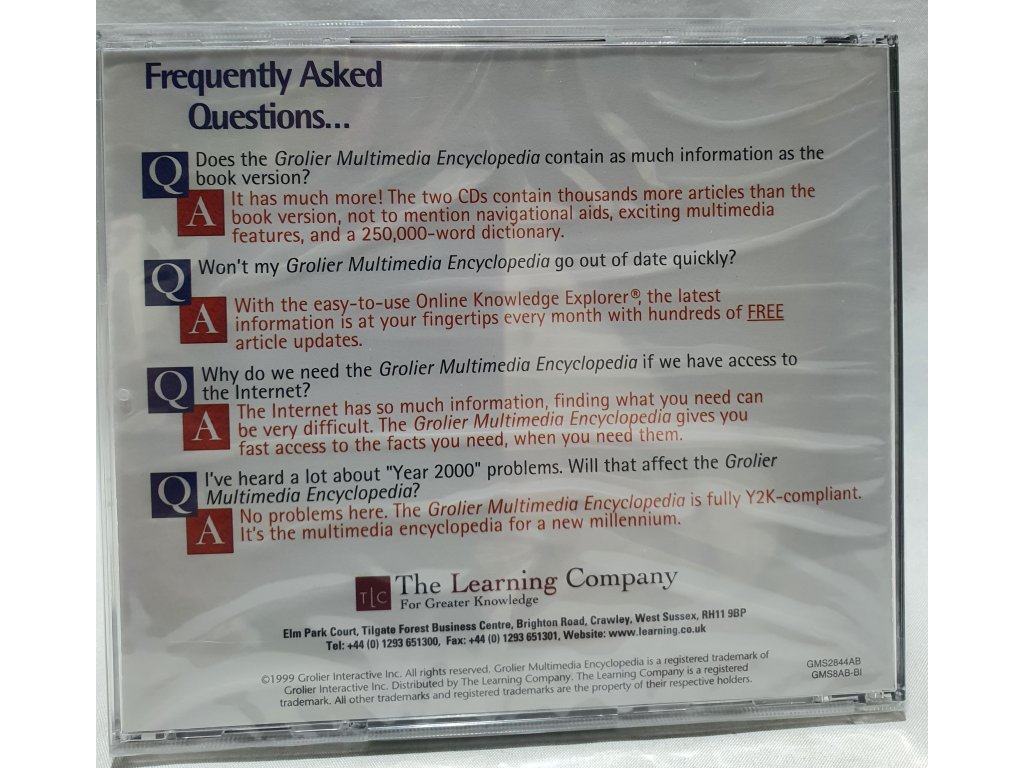 Frequently Asked
Questions...
Q Does the Grolier Multimedia Encyclopedia contain as much information as the
book version?
A It has much more! The two CDs contain thousands more articles than the
book version, not to mention navigational aids, exciting multimedia
features, and a 250,000-word dictionary.
Q Won't my Grolier Multimedia Encyclopedia go out of date quickly?
A With the easy-to-use Online Knowledge Explorer®, the latest
information is at your fingertips every month with hundreds of FREE
article updates.
Q Why do we need the Grolier Multimedia Encyclopedia if we have access to
the Internet?
A The Internet has so much information, finding what you need can
be very difficult. The Grolier Multimedia Encyclopedia gives you
fast access to the facts you need, when you need them.
Q I've heard a lot about "Year 2000" problems. Will that affect the Grolier
Multimedia Encyclopedia?
A No problems here. The Grolier Multimedia Encyclopedia is fully Y2K-compliant.
It's the multimedia encyclopedia for a new millennium.
TLC The Learning Company
For Greater Knowledge
Elm Park Court, Tilgate Forest Business Centre, Brighton Road, Crawley, West Sussex, RH11 9BP
Tel: +44 (0) 1293 651300, Fax: +44 (0) 1293 651301, Website: www.learning.co.uk
©1999 Grolier Interactive Inc. All rights reserved. Grolier Multimedia Encyclopedia is a registered trademark of
Grolier Interactive Inc. Distributed by The Learning Company. The Learning Company is a registered
trademark. All other trademarks and registered trademarks are the property of their respective holders.
GMS2844AB
GMS8AB-BI